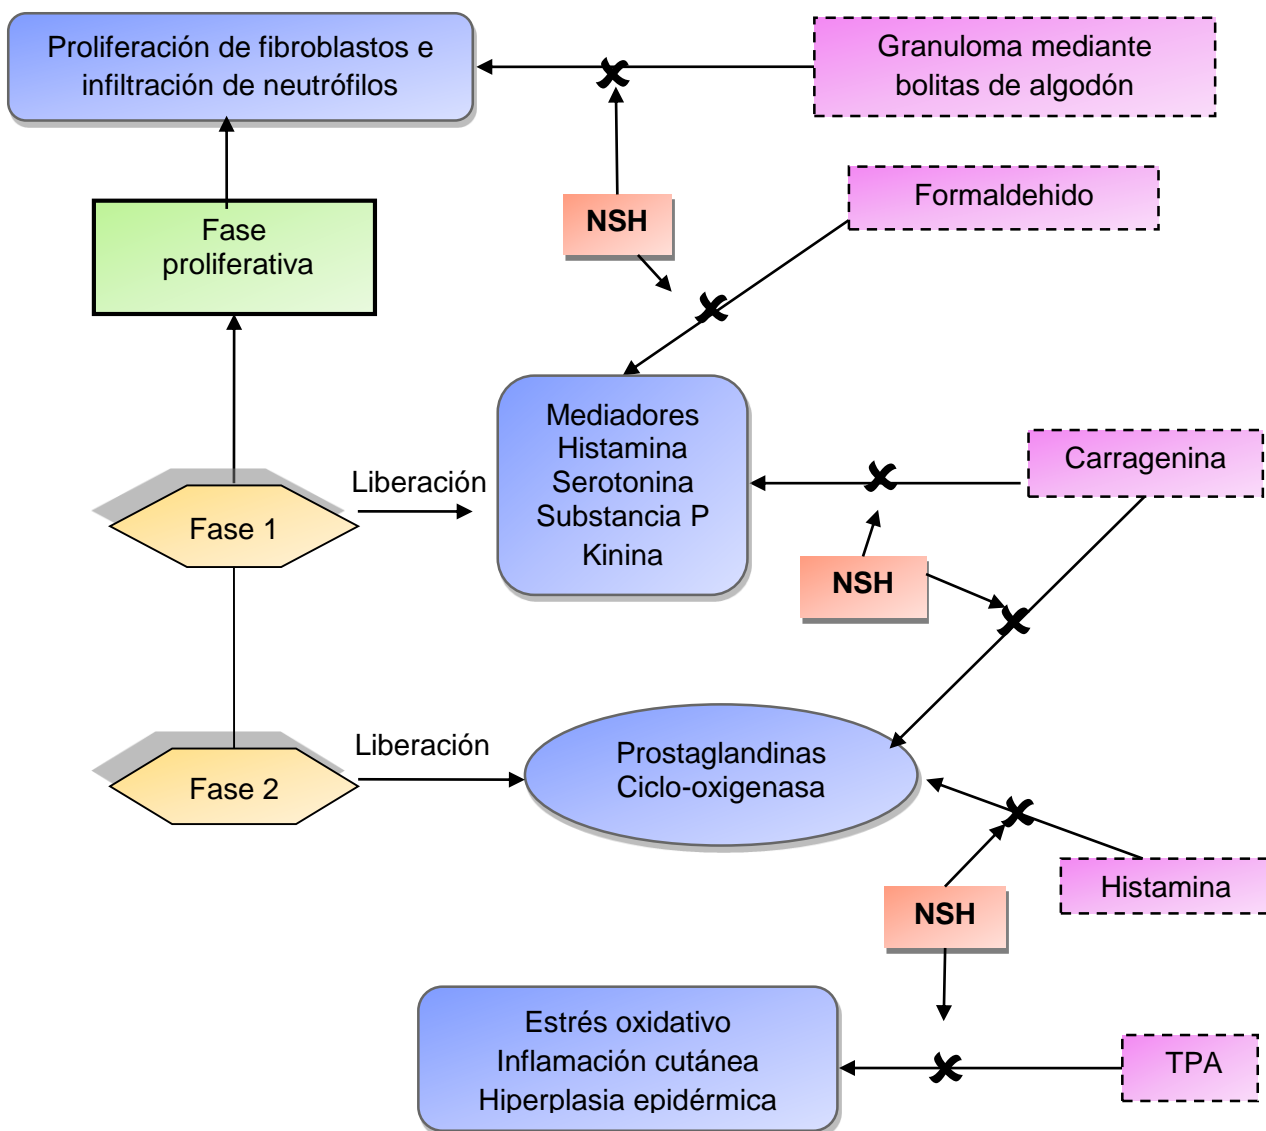 Proliferación de fibroblastos e
infiltración de neutrófilos
Granuloma mediante
bolitas de algodón
Formaldehido
NSH
Fase
proliferativa
Mediadores
Histamina
Serotonina
Substancia P
Kinina
Carragenina
Liberación
Fase 1
NSH
Liberación
Prostaglandinas
Ciclo-oxigenasa
Fase 2
Histamina
NSH
Estrés oxidativo
Inflamación cutánea
Hiperplasia epidérmica
TPA